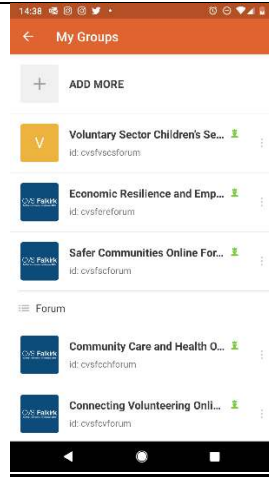 14:38
My Groups
ADD MORE
V
Voluntary Sector Children's Se...
id: cvsfvscsforum
CVS Falkirk
Economic Resilience and Emp...
id: cvsfereforum
CVS Falkirk
Safer Communities Online For...
id: cvsfscforum
Forum
CVS Falkirk
Community Care and Health O...
id: cvsfcchforum
CVS Falkirk
Connecting Volunteering Onli...
id: cvsfcvforum